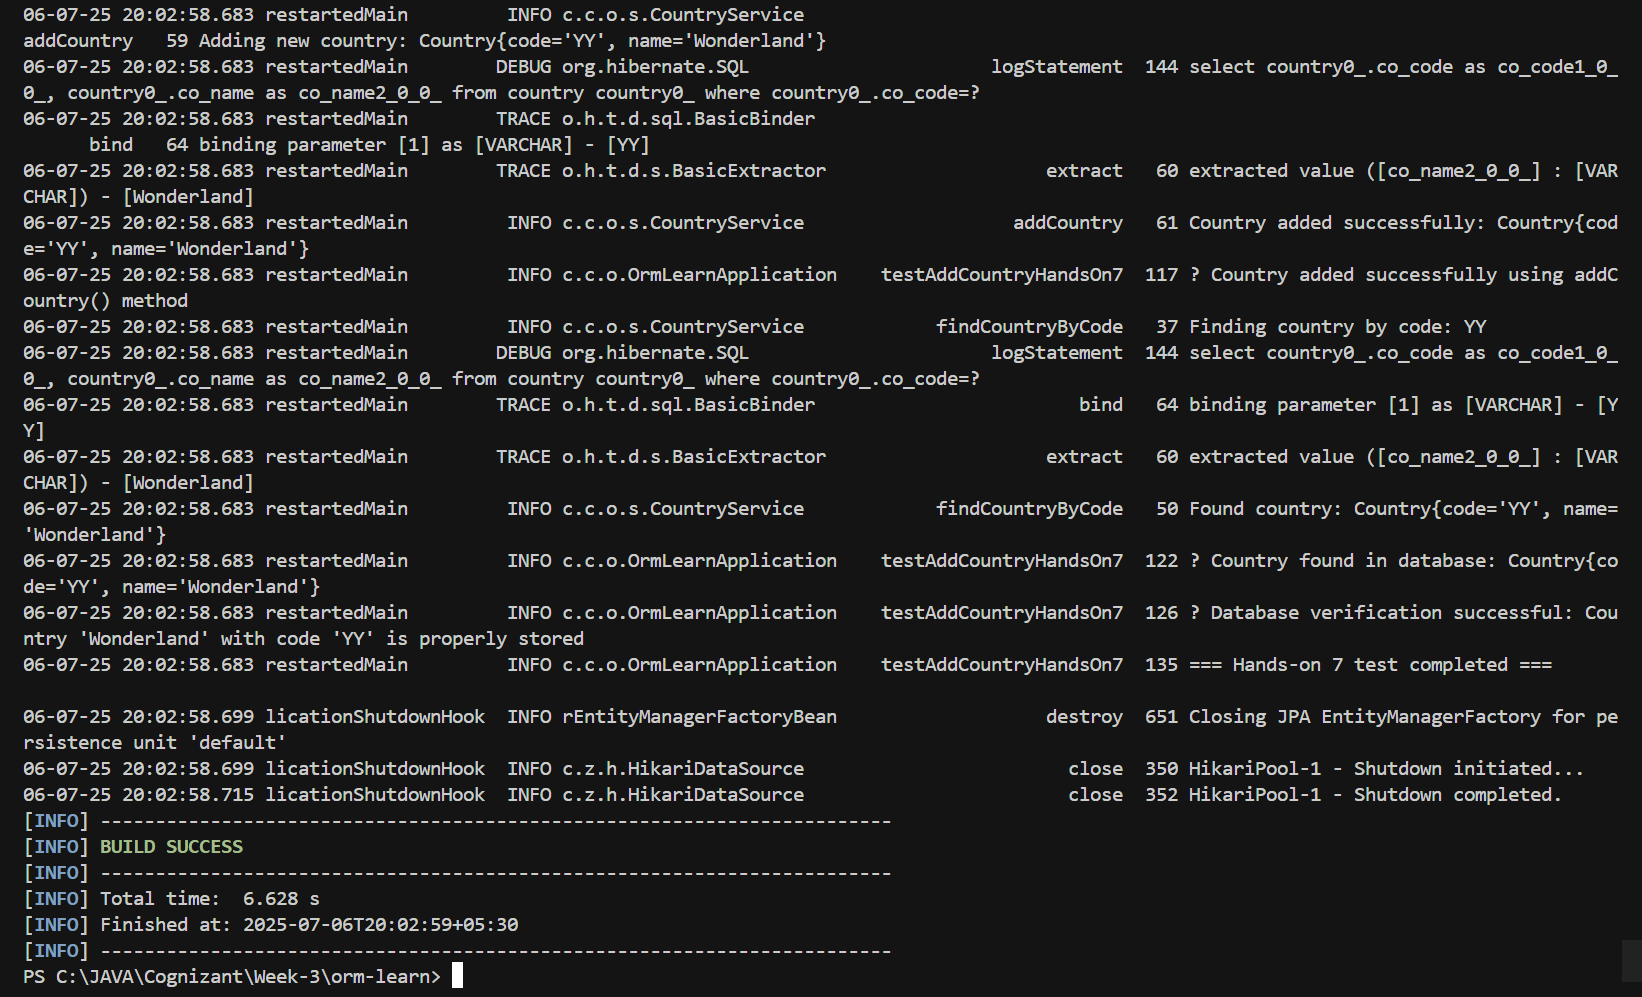 06-07-25 20:02:58.683 restartedMain         INFO c.c.o.s.CountryService
addCountry   59 Adding new country: Country{code='YY', name='Wonderland'}
06-07-25 20:02:58.683 restartedMain        DEBUG org.hibernate.SQL                      logStatement  144 select country0_.co_code as co_code1_0_
0_, country0_.co_name as co_name2_0_0_ from country country0_ where country0_.co_code=?
06-07-25 20:02:58.683 restartedMain        TRACE o.h.t.d.sql.BasicBinder
      bind   64 binding parameter [1] as [VARCHAR] - [YY]
06-07-25 20:02:58.683 restartedMain        TRACE o.h.t.d.s.BasicExtractor                    extract   60 extracted value ([co_name2_0_0_] : [VAR
CHAR]) - [Wonderland]
06-07-25 20:02:58.683 restartedMain         INFO c.c.o.s.CountryService                   addCountry   61 Country added successfully: Country{cod
e='YY', name='Wonderland'}
06-07-25 20:02:58.683 restartedMain         INFO c.c.o.OrmLearnApplication    testAddCountryHandsOn7  117 ? Country added successfully using addC
ountry() method
06-07-25 20:02:58.683 restartedMain         INFO c.c.o.s.CountryService            findCountryByCode   37 Finding country by code: YY
06-07-25 20:02:58.683 restartedMain        DEBUG org.hibernate.SQL                      logStatement  144 select country0_.co_code as co_code1_0_
0_, country0_.co_name as co_name2_0_0_ from country country0_ where country0_.co_code=?
06-07-25 20:02:58.683 restartedMain        TRACE o.h.t.d.sql.BasicBinder                        bind   64 binding parameter [1] as [VARCHAR] - [Y
Y]
06-07-25 20:02:58.683 restartedMain        TRACE o.h.t.d.s.BasicExtractor                    extract   60 extracted value ([co_name2_0_0_] : [VAR
CHAR]) - [Wonderland]
06-07-25 20:02:58.683 restartedMain         INFO c.c.o.s.CountryService            findCountryByCode   50 Found country: Country{code='YY', name=
'Wonderland'}
06-07-25 20:02:58.683 restartedMain         INFO c.c.o.OrmLearnApplication    testAddCountryHandsOn7  122 ? Country found in database: Country{co
de='YY', name='Wonderland'}
06-07-25 20:02:58.683 restartedMain         INFO c.c.o.OrmLearnApplication    testAddCountryHandsOn7  126 ? Database verification successful: Cou
ntry 'Wonderland' with code 'YY' is properly stored
06-07-25 20:02:58.683 restartedMain         INFO c.c.o.OrmLearnApplication    testAddCountryHandsOn7  135 === Hands-on 7 test completed ===

06-07-25 20:02:58.699 licationShutdownHook  INFO rEntityManagerFactoryBean                   destroy  651 Closing JPA EntityManagerFactory for pe
rsistence unit 'default'
06-07-25 20:02:58.699 licationShutdownHook  INFO c.z.h.HikariDataSource                        close  350 HikariPool-1 - Shutdown initiated...
06-07-25 20:02:58.715 licationShutdownHook  INFO c.z.h.HikariDataSource                        close  352 HikariPool-1 - Shutdown completed.
[INFO] ------------------------------------------------------------------------
[INFO] BUILD SUCCESS
[INFO] ------------------------------------------------------------------------
[INFO] Total time:  6.628 s
[INFO] Finished at: 2025-07-06T20:02:59+05:30
[INFO] ------------------------------------------------------------------------
PS C:\JAVA\Cognizant\Week-3\orm-learn>